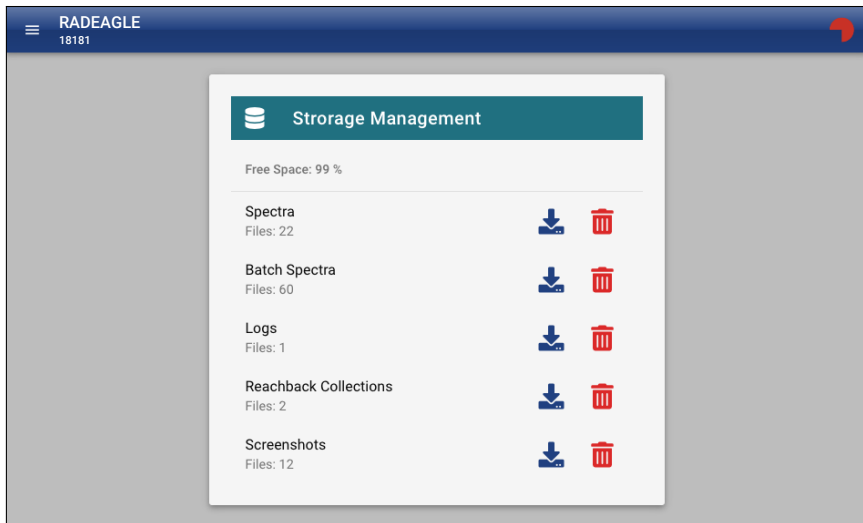 RADEAGLE
18181
Strorage Management
Free Space: 99 %
Spectra
Files: 22
Batch Spectra
Files: 60
Logs
Files: 1
Reachback Collections
Files: 2
Screenshots
Files: 12